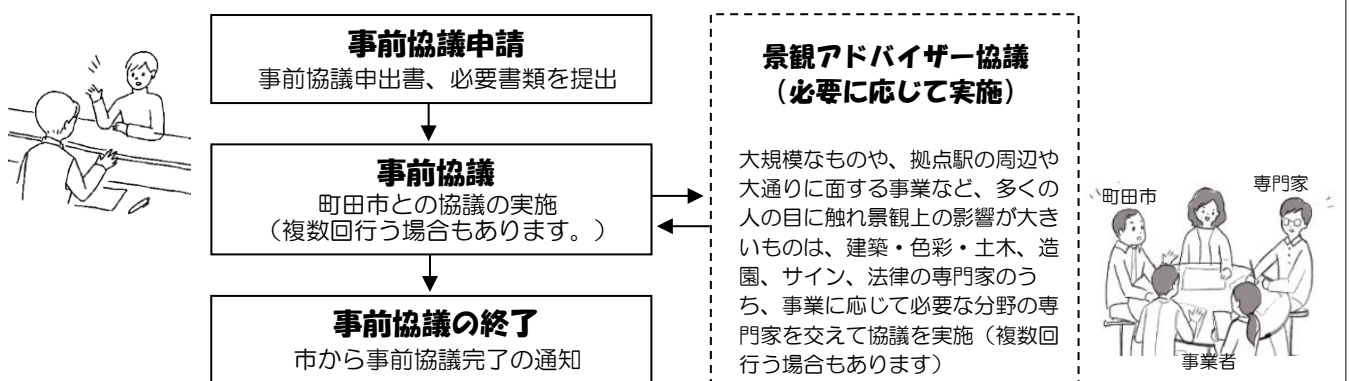 事前協議申請
事前協議申出書、必要書類を提出
事前協議
町田市との協議の実施
（複数回行う場合もあります。）
事前協議の終了
市から事前協議完了の通知
景観アドバイザー協議
（必要に応じて実施）
大規模なものや、拠点駅の周辺や
大通りに面する事業など、多くの
人の目に触れ景観上の影響が大き
いものは、建築・色彩・土木、造
園、サイン、法律の専門家のう
ち、事業に応じて必要な分野の専
門家を交えて協議を実施（複数回
行う場合もあります）
町田市
専門家
事業者